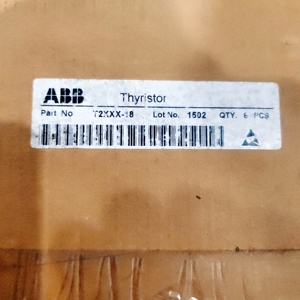 ABB Thyristor
Part No T2XXX-18 Lot No. 1502 QTY. 6 PCS